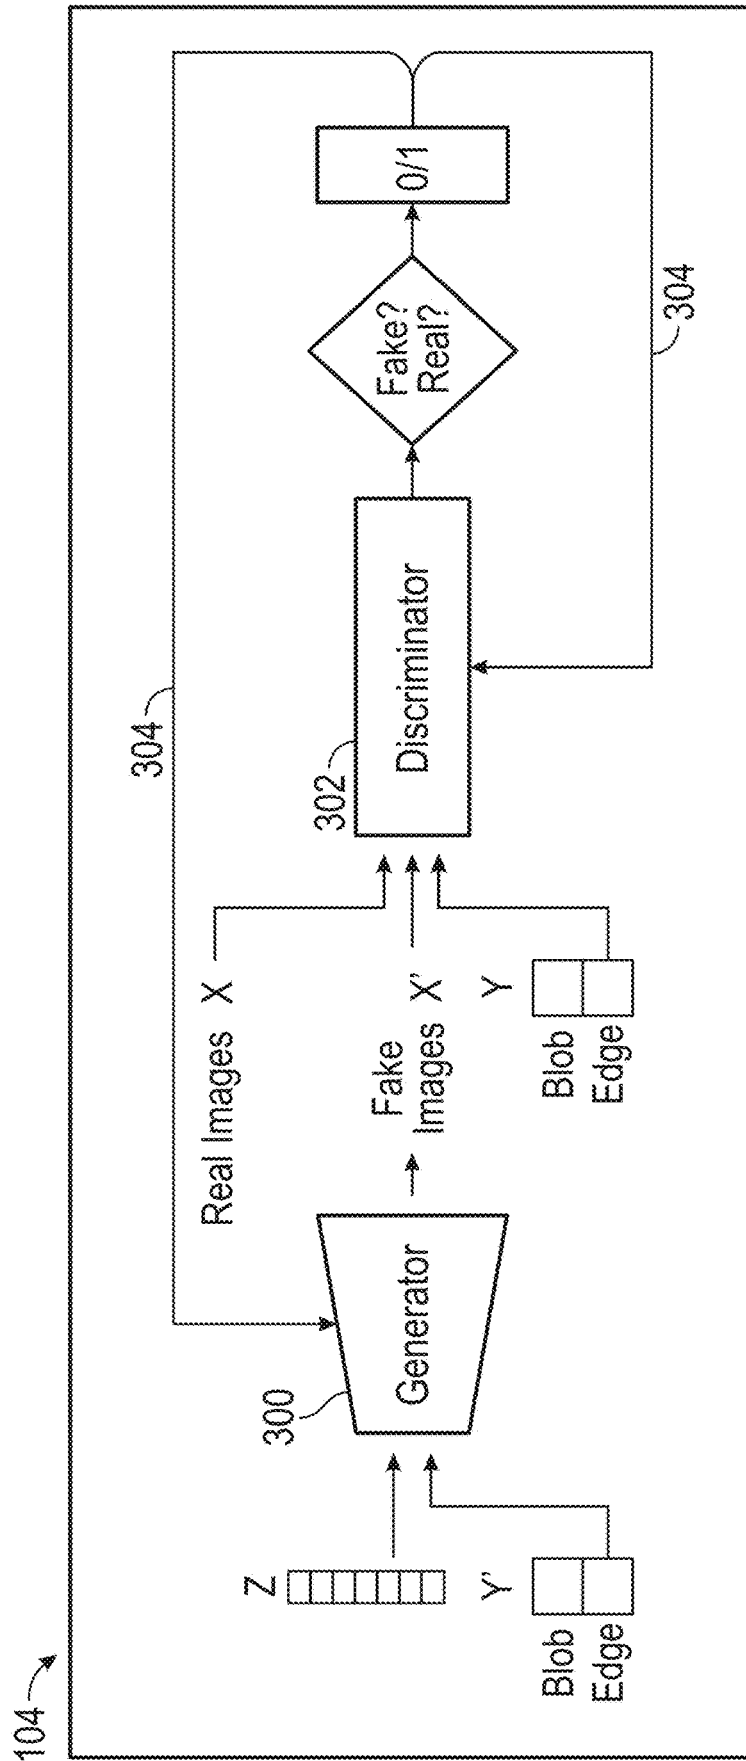 104
Z
Y'
Blob
Edge
300
Generator
304
Real Images X
Fake
Images X'
Y
Blob
Edge
302
Discriminator
Fake?
Real?
0/1
304